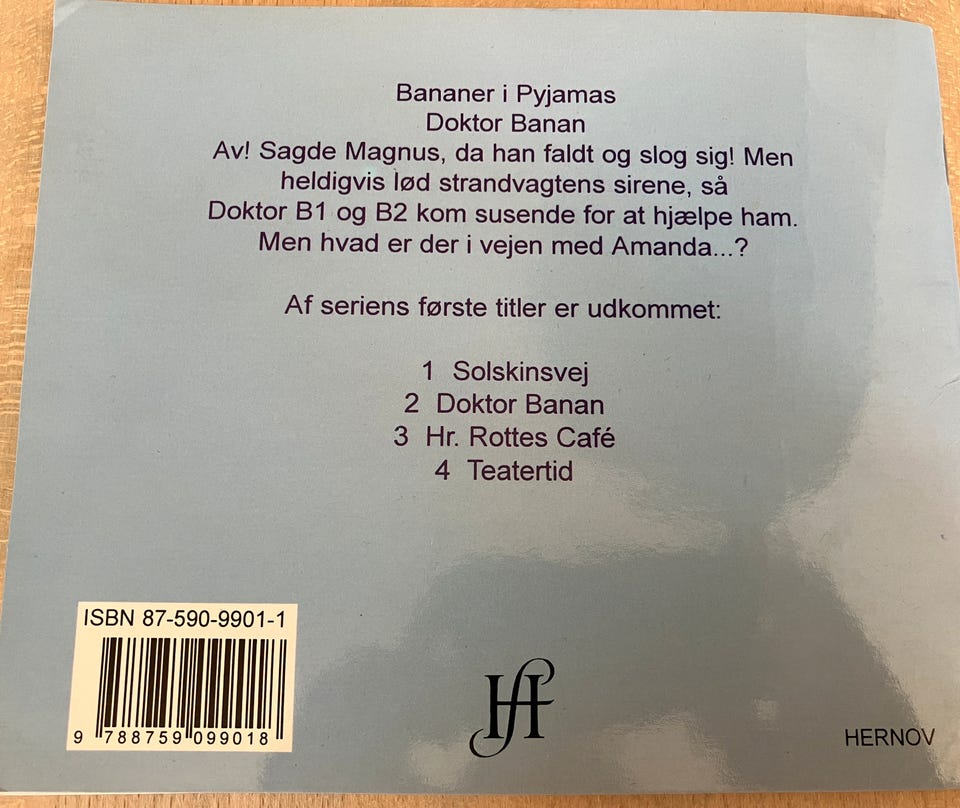 Bananer i Pyjamas
Doktor Banan
Av! Sagde Magnus, da han faldt og slog sig! Men
heldigvis lød strandvagtens sirene, så
Doktor B1 og B2 kom susende for at hjælpe ham.
Men hvad er der i vejen med Amanda...?
Af seriens første titler er udkommet:
1 Solskinsvej
2 Doktor Banan
3 Hr. Rottes Café
4 Teatertid
ISBN 87-590-9901-1
9 788759 099018
HERNOV